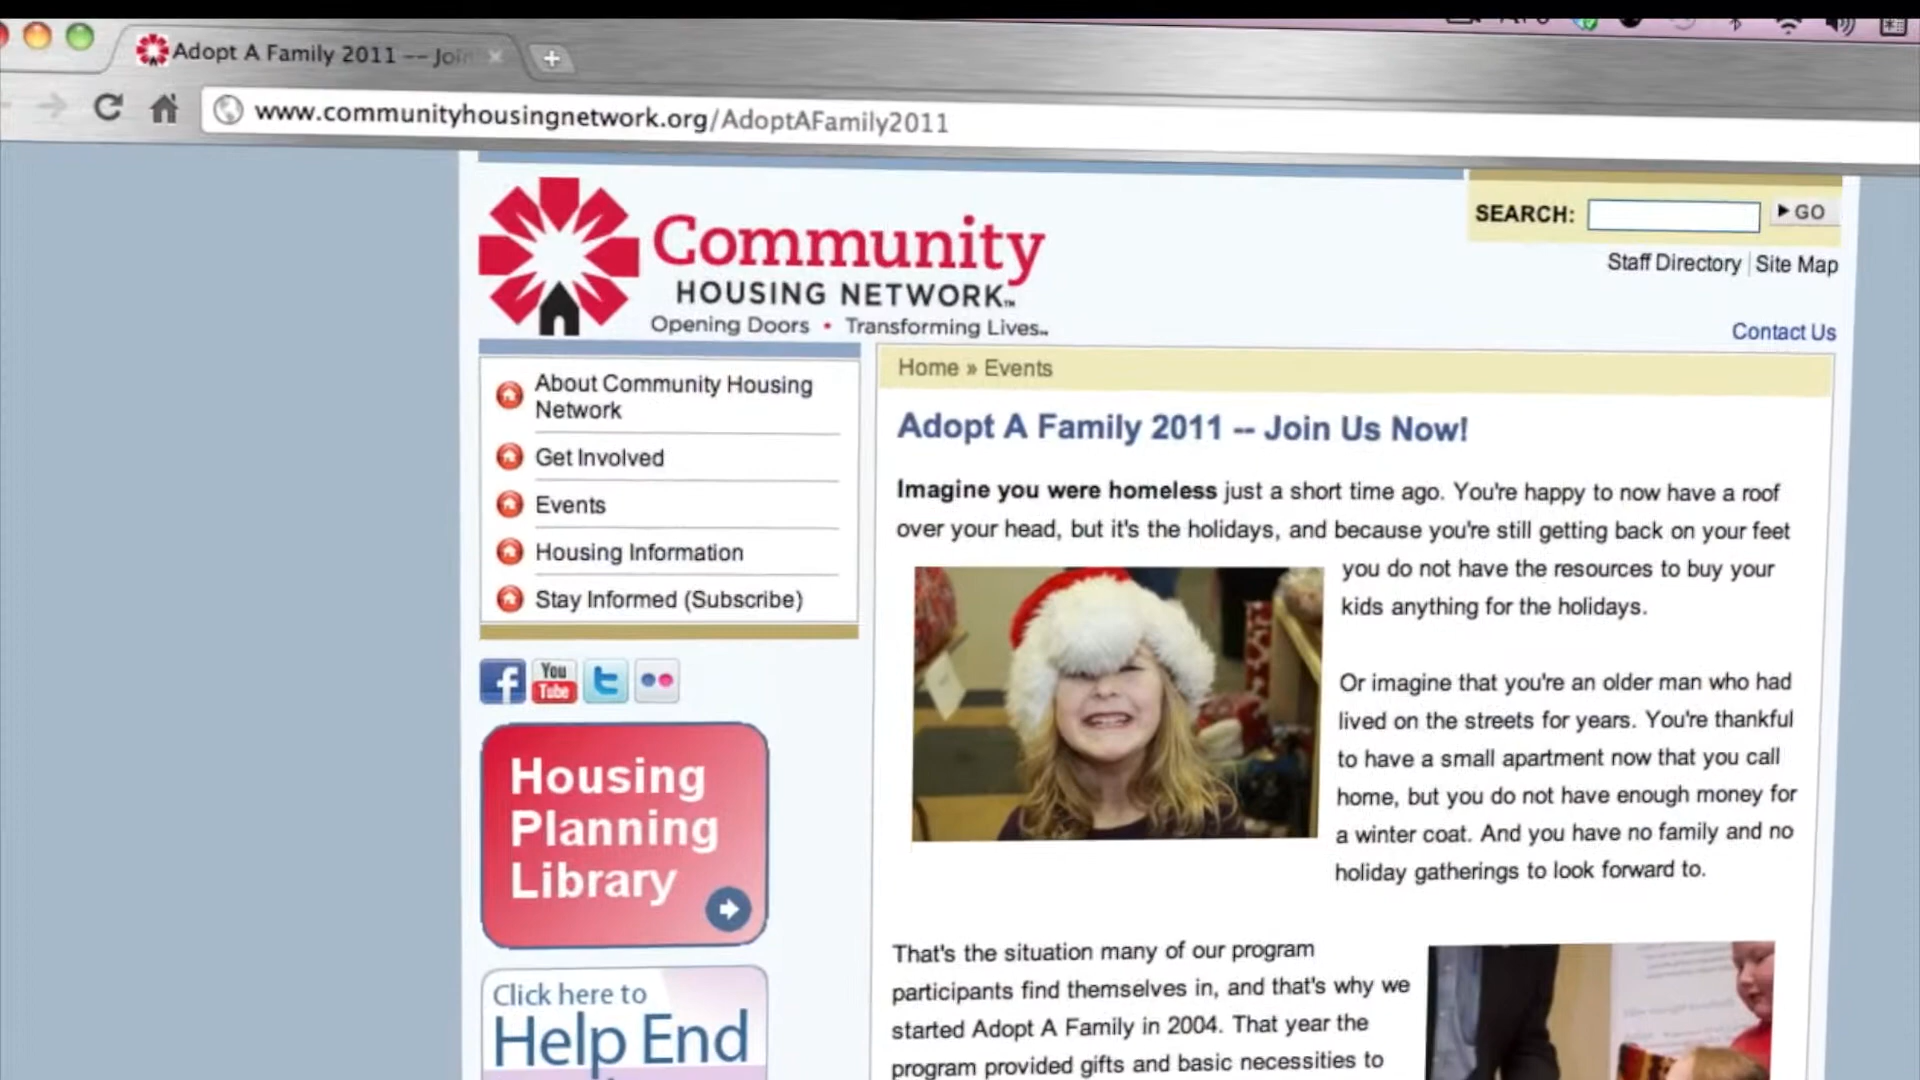 Adopt A Family 2011 -- Join
www.communityhousingnetwork.org/AdoptAFamily2011
SEARCH:
GO
Staff Directory
Site Map
Community
HOUSING NETWORK™
Opening Doors • Transforming Lives
Contact Us
About Community Housing
Network
Get Involved
Events
Housing Information
Stay Informed (Subscribe)
You
Tube
Housing
Planning
Library
Click here to
Help End
Home » Events
Adopt A Family 2011 -- Join Us Now!
Imagine you were homeless just a short time ago. You're happy to now have a roof
over your head, but it's the holidays, and because you're still getting back on your feet
you do not have the resources to buy your
kids anything for the holidays.
Or imagine that you're an older man who had
lived on the streets for years. You're thankful
to have a small apartment now that you call
home, but you do not have enough money for
a winter coat. And you have no family and no
holiday gatherings to look forward to.
That's the situation many of our program
participants find themselves in, and that's why we
started Adopt A Family in 2004. That year the
program provided gifts and basic necessities to